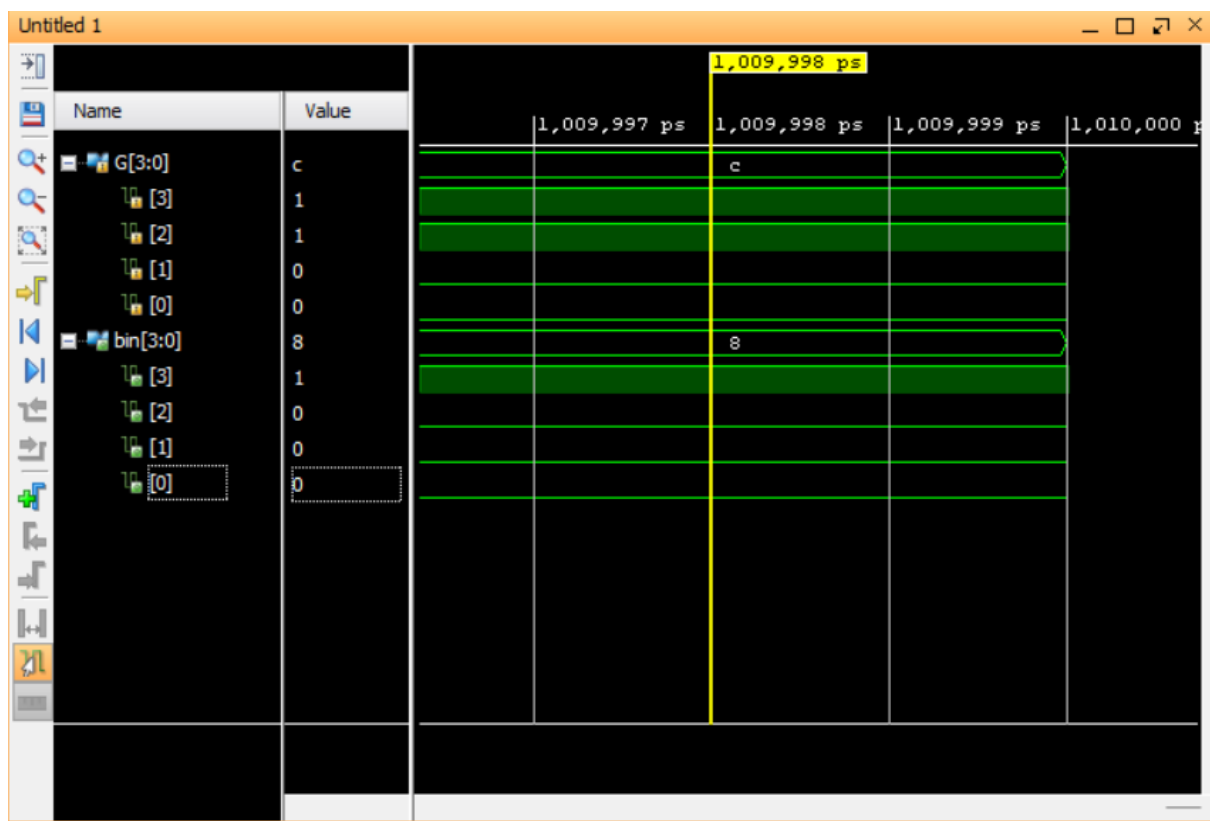 Untitled 1
1,009,998 ps
Name Value
1,009,997 ps 1,009,998 ps 1,009,999 ps 1,010,000 p
G[3:0] c c
[3] 1
[2] 1
[1] 0
[0] 0
bin[3:0] 8 8
[3] 1
[2] 0
[1] 0
[0] 0